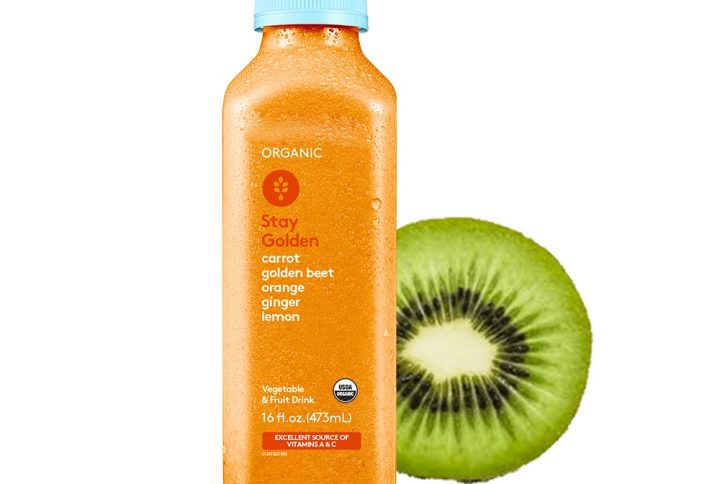 ORGANIC
Stay
Golden
carrot
golden beet
orange
ginger
lemon
Vegetable
& Fruit Drink
USDA
ORGANIC
16 fl.oz.(473mL)
EXCELLENT SOURCE OF
VITAMINS A & C